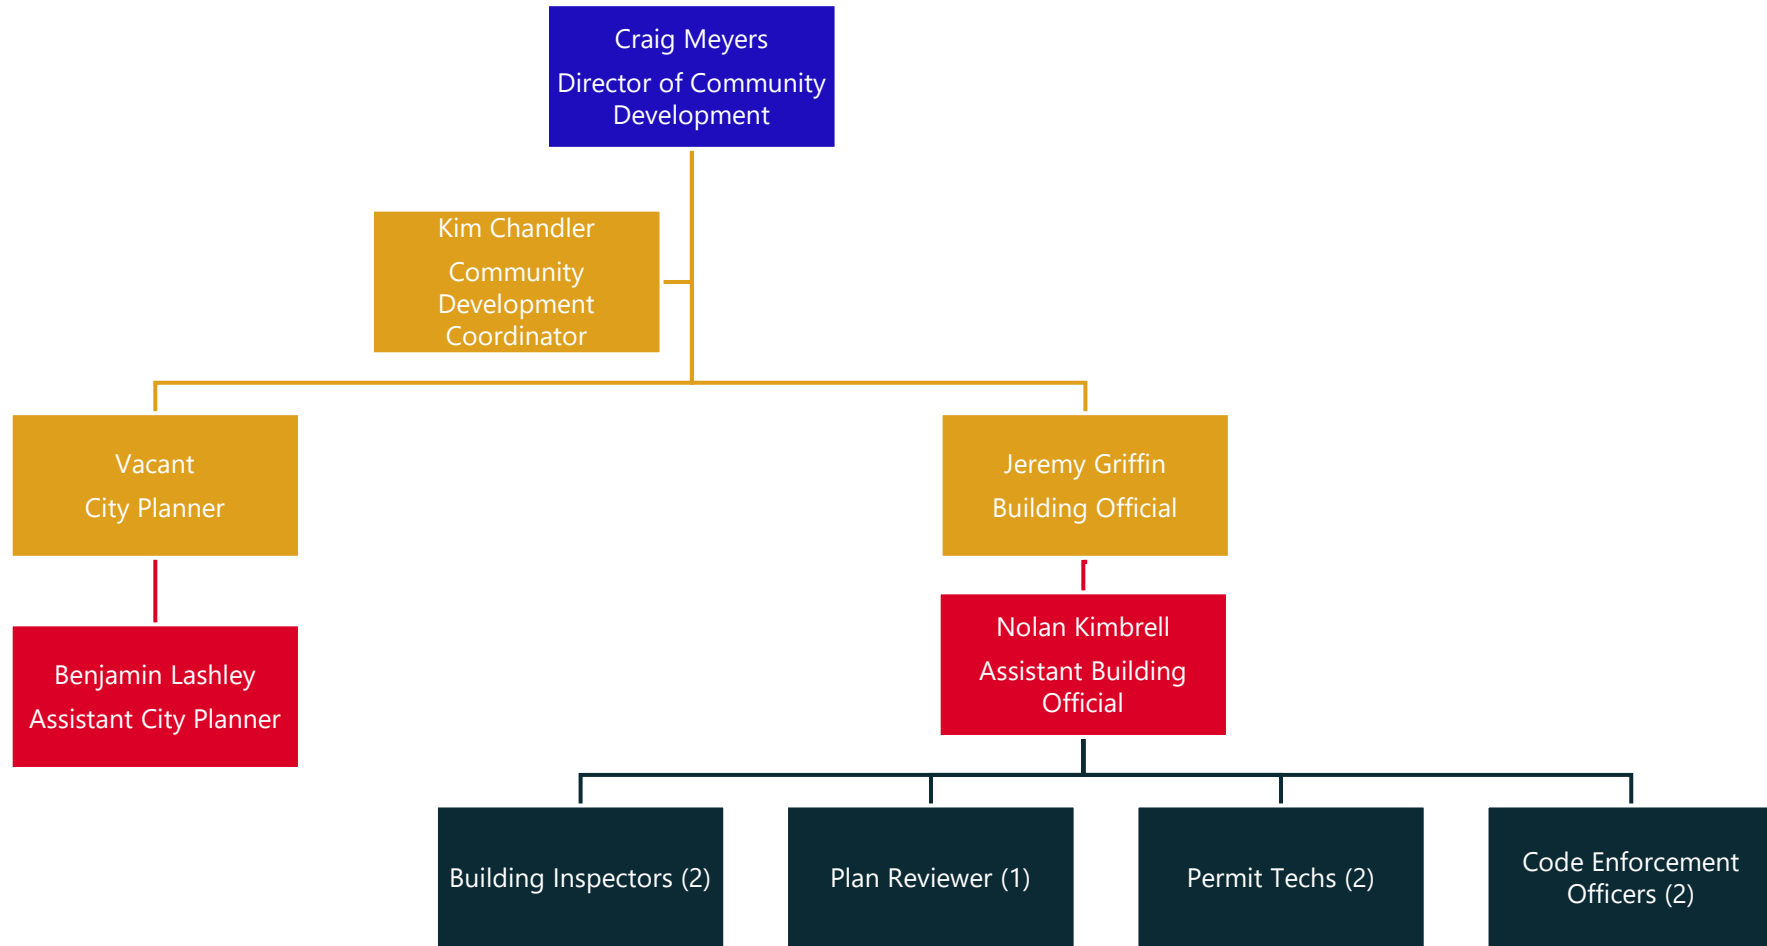 Craig Meyers
Director of Community
Development
Kim Chandler
Community
Development
Coordinator
Vacant
City Planner
Jeremy Griffin
Building Official
Benjamin Lashley
Assistant City Planner
Nolan Kimbrell
Assistant Building
Official
Building Inspectors (2)
Plan Reviewer (1)
Permit Techs (2)
Code Enforcement
Officers (2)